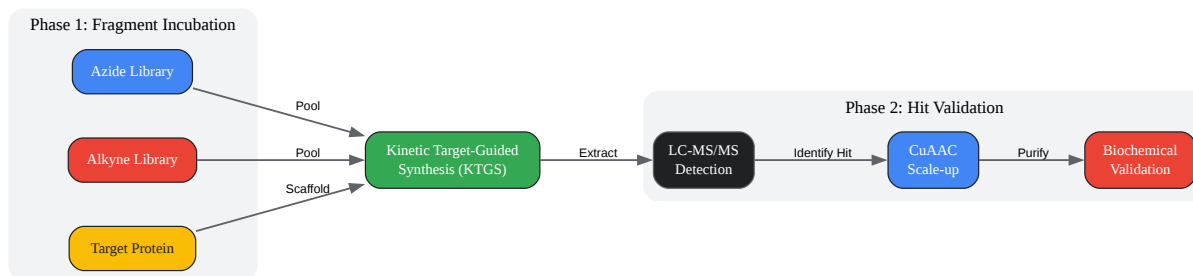 Phase 1: Fragment Incubation
Azide Library
Alkyne Library
Target Protein
Pool
Pool
Scaffold
Kinetic Target-Guided
Synthesis (KTGS)
Extract
Phase 2: Hit Validation
LC-MS/MS
Detection
Identify Hit
CuAAC
Scale-up
Purify
Biochemical
Validation